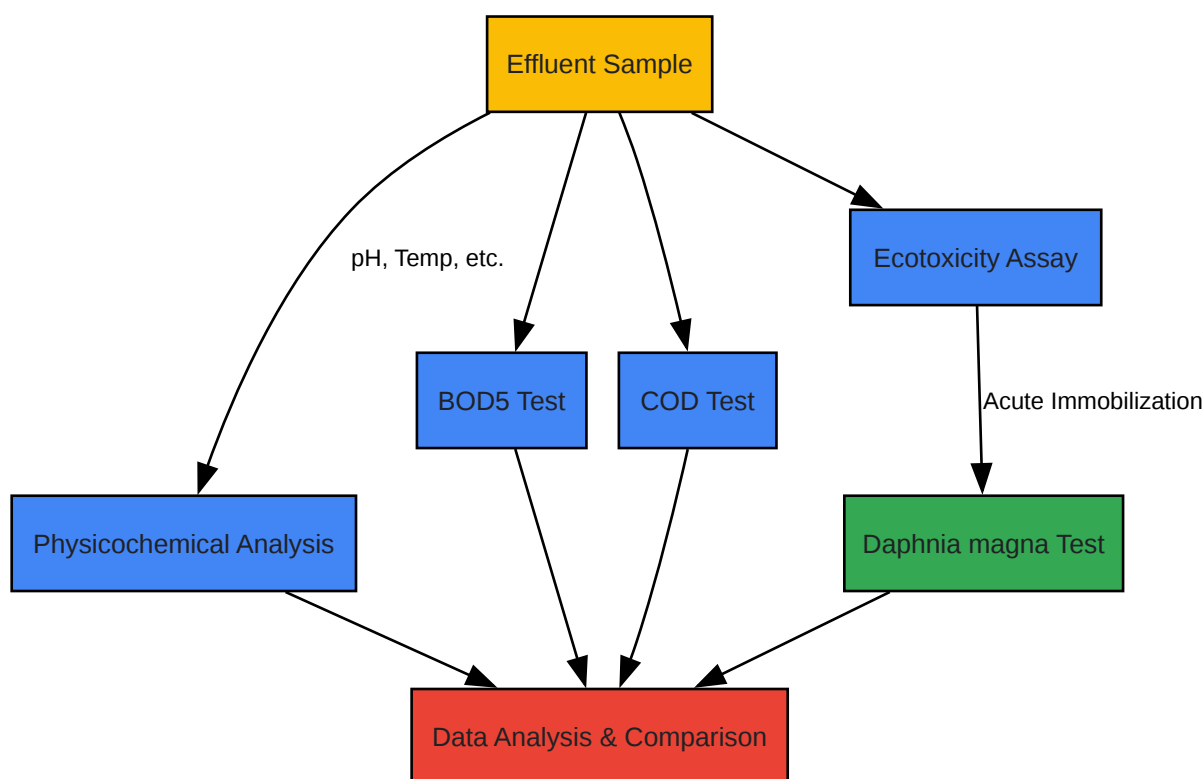 Effluent Sample
pH, Temp, etc.
Ecotoxicity Assay
BOD5 Test
COD Test
Acute Immobilization
Physicochemical Analysis
Daphnia magna Test
Data Analysis & Comparison